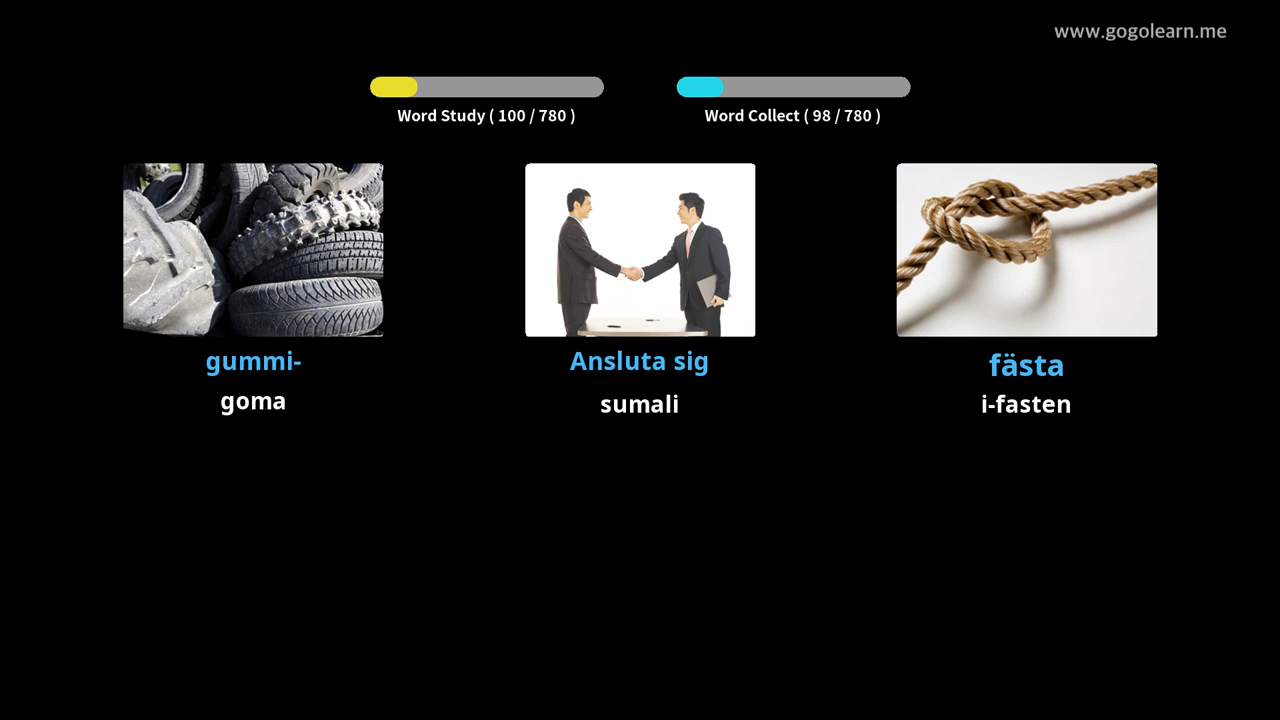 www.gogolearn.me
Word Study ( 100 / 780 )
Word Collect ( 98 / 780 )
gummi-
goma
Ansluta sig
sumali
fästa
i-fasten